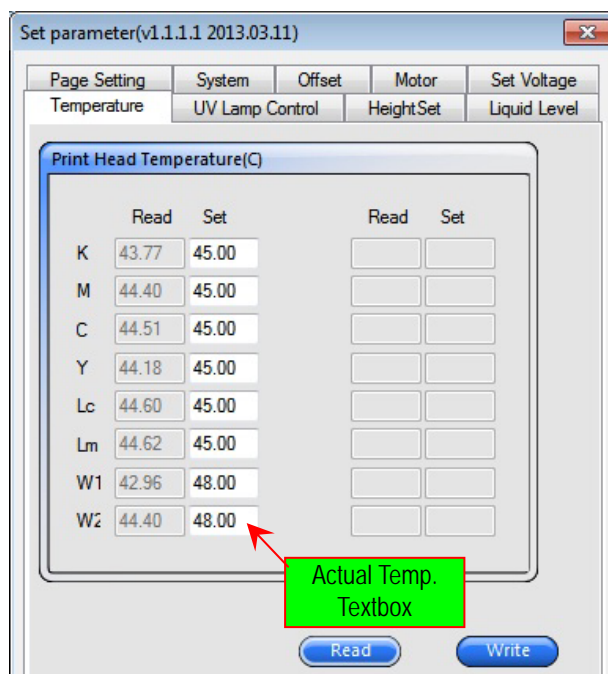 Set parameter(v1.1.1.1 2013.03.11)
Page Setting System Offset Motor Set Voltage
Temperature UV Lamp Control HeightSet Liquid Level
Print Head Temperature(C)
Read Set Read Set
K 43.77 45.00
M 44.40 45.00
C 44.51 45.00
Y 44.18 45.00
Lc 44.60 45.00
Lm 44.62 45.00
W1 42.96 48.00
W2 44.40 48.00
Actual Temp.
Textbox
Read Write